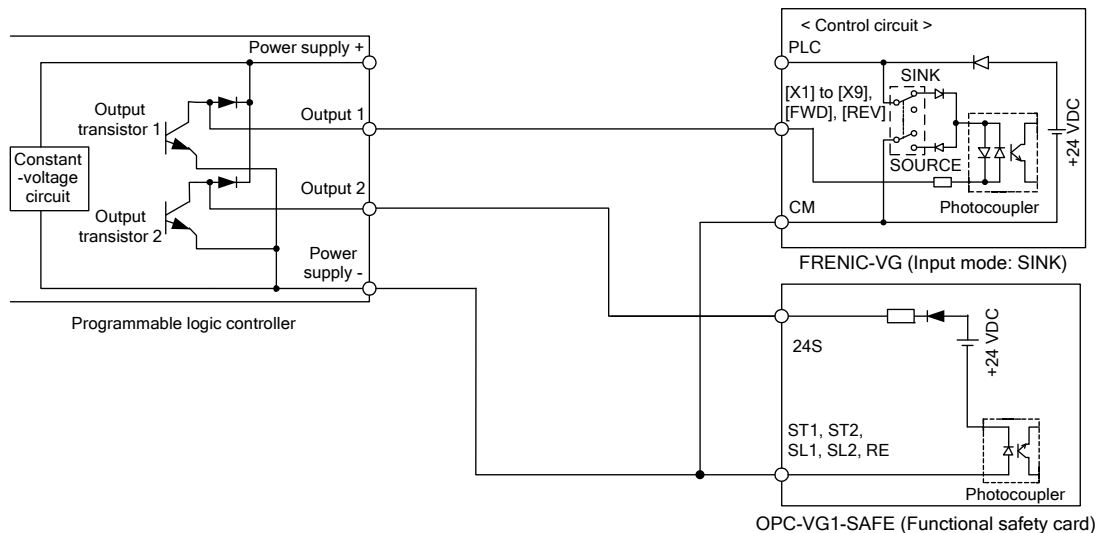 Power supply +
Output
transistor 1
Output 1
Constant
-voltage
circuit
Output 2
Output
transistor 2
Power
supply -
Programmable logic controller
< Control circuit >
PLC
SINK
[X1] to [X9],
[FWD], [REV]
SOURCE
+24 VDC
Photocoupler
CM
FRENIC-VG (Input mode: SINK)
24S
+24 VDC
ST1, ST2,
SL1, SL2, RE
Photocoupler
OPC-VG1-SAFE (Functional safety card)